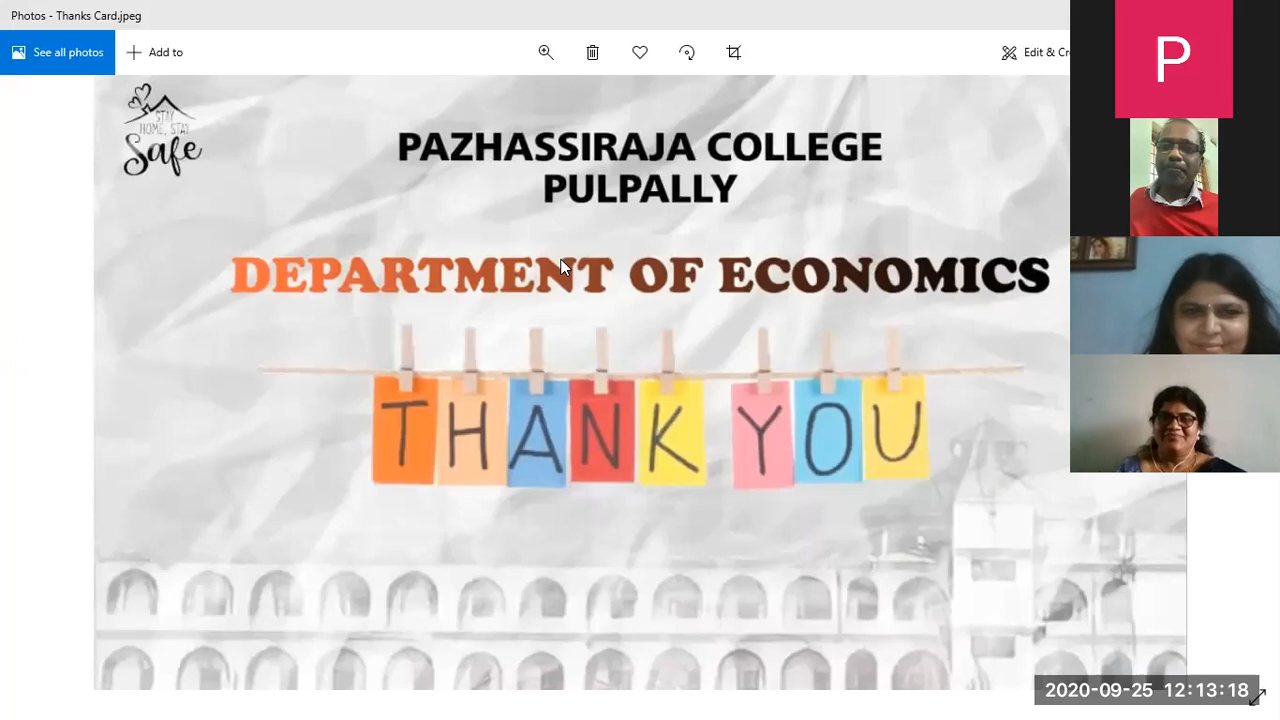 Photos - Thanks Card.jpeg
See all photos
Add to
Edit &
P
STAY
HOME, STAY
Safe
PAZHASSIRAJA COLLEGE
PULPALLY
DEPARTMENT OF ECONOMICS
THANK YOU
2020-09-25 12:13:18